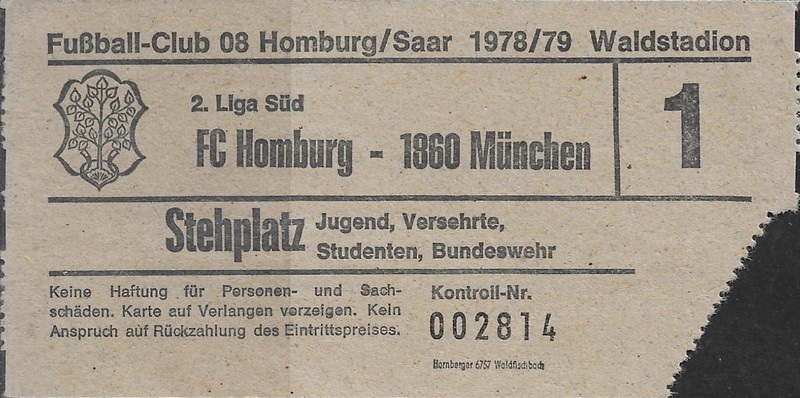 Fußball-Club 08 Homburg/Saar 1978/79 Waldstadion
2. Liga Süd
FC Homburg - 1860 München
1
Stehplatz
Jugend, Versehrte,
Studenten, Bundeswehr
Keine Haftung für Personen- und Sach-
schäden. Karte auf Verlangen vorzeigen. Kein
Anspruch auf Rückzahlung des Eintrittspreises.
Kontroll-Nr.
002814
Hornberger 6757 Waldfischbach